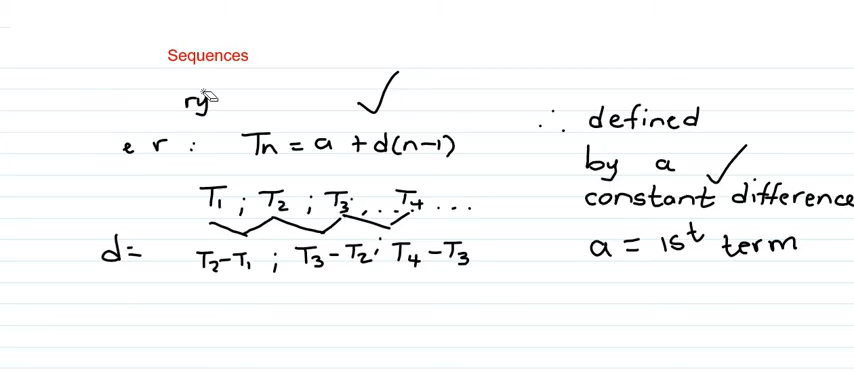 Sequences
ry
e r : Tn = a + d(n-1)
T1 ; T2 ; T3 ; ... T4 ...
d = T2-T1 ; T3-T2 ; T4-T3
∴ defined
by a
constant difference
a = 1st term